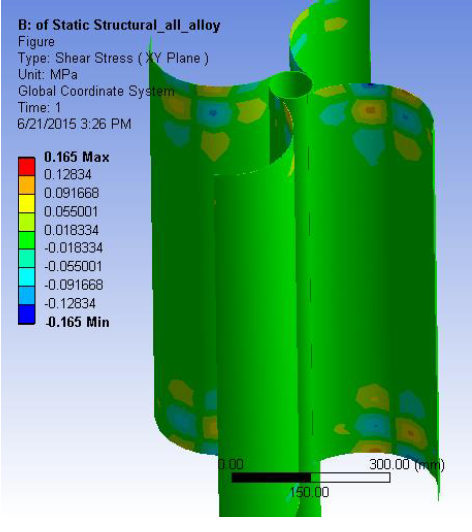 B: of Static Structural_all_alloy
Figure
Type: Shear Stress ( XY Plane )
Unit: MPa
Global Coordinate System
Time: 1
6/21/2015 3:26 PM
0.165 Max
0.12834
0.091668
0.055001
0.018334
-0.018334
-0.055001
-0.091668
-0.12834
-0.165 Min
0.00
300.00 (mm)
150.00